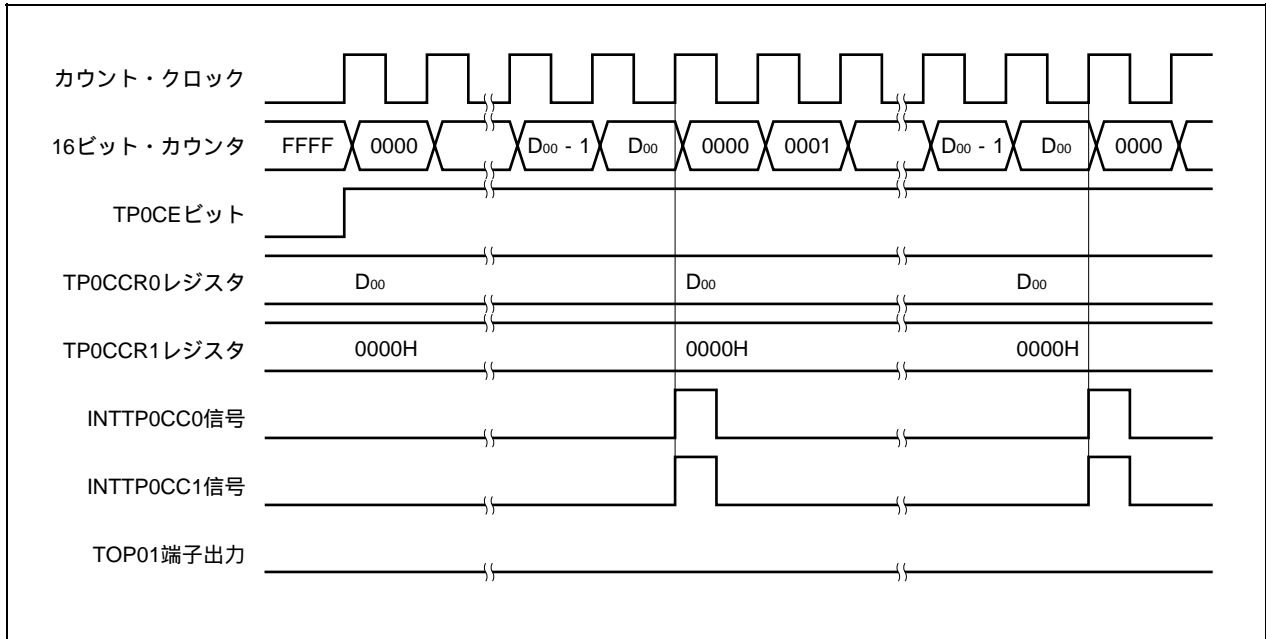 カウント・クロック
16ビット・カウンタ FFFF 0000 D00 - 1 D00 0000 0001 D00 - 1 D00 0000
TP0CEビット
TP0CCR0レジスタ D00 D00 D00
TP0CCR1レジスタ 0000H 0000H 0000H
INTTP0CC0信号
INTTP0CC1信号
TOP01端子出力